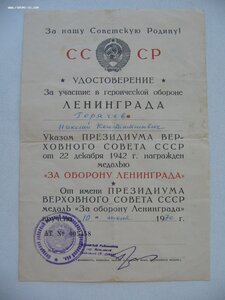 За нашу Советскую Родину!
СССР
УДОСТОВЕРЕНИЕ
За участие в героической обороне
ЛЕНИНГРАДА
Горячев
Николай Константинович
Указом ПРЕЗИДИУМА ВЕР-
ХОВНОГО СОВЕТА СССР
от 22 декабря 1942 г. награжден
медалью
«ЗА ОБОРОНУ ЛЕНИНГРАДА»
От имени ПРЕЗИДИУМА
ВЕРХОВНОГО СОВЕТА СССР
медаль «За оборону Ленинграда»
19 г.